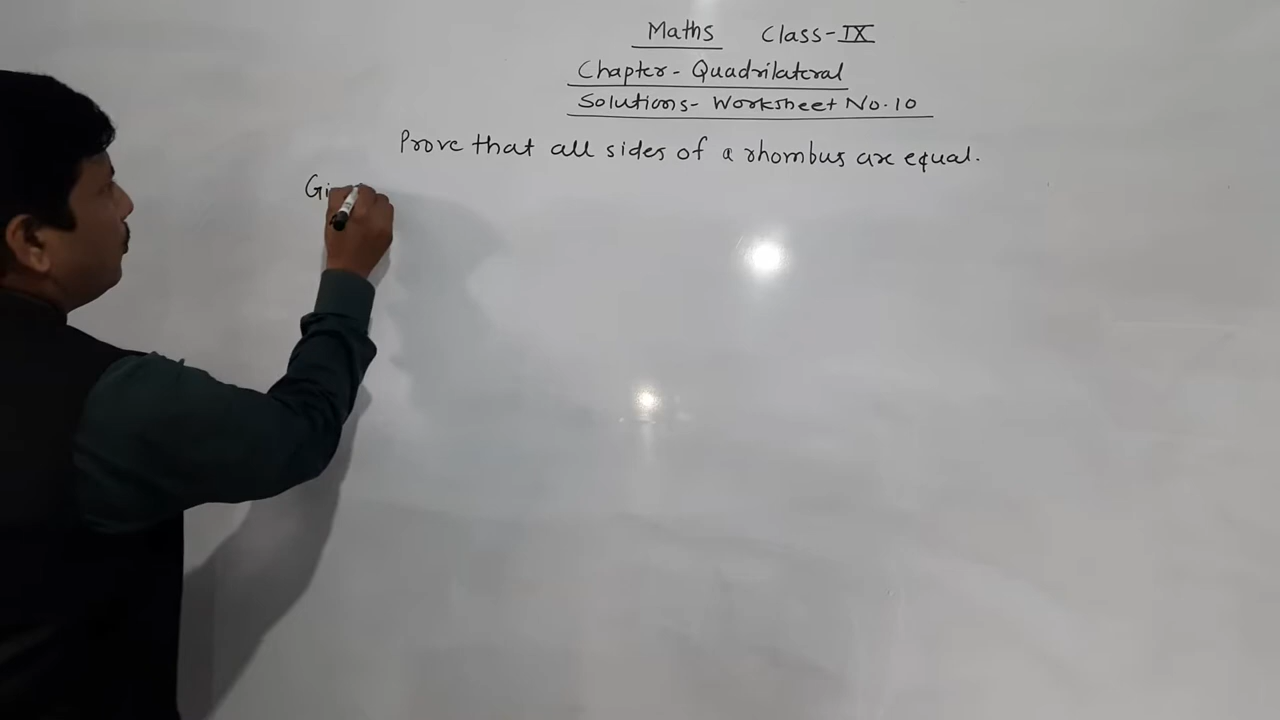 Maths Class-IX
Chapter- Quadrilateral
Solutions- Worksheet No.10
Prove that all sides of a rhombus are equal.
Gi